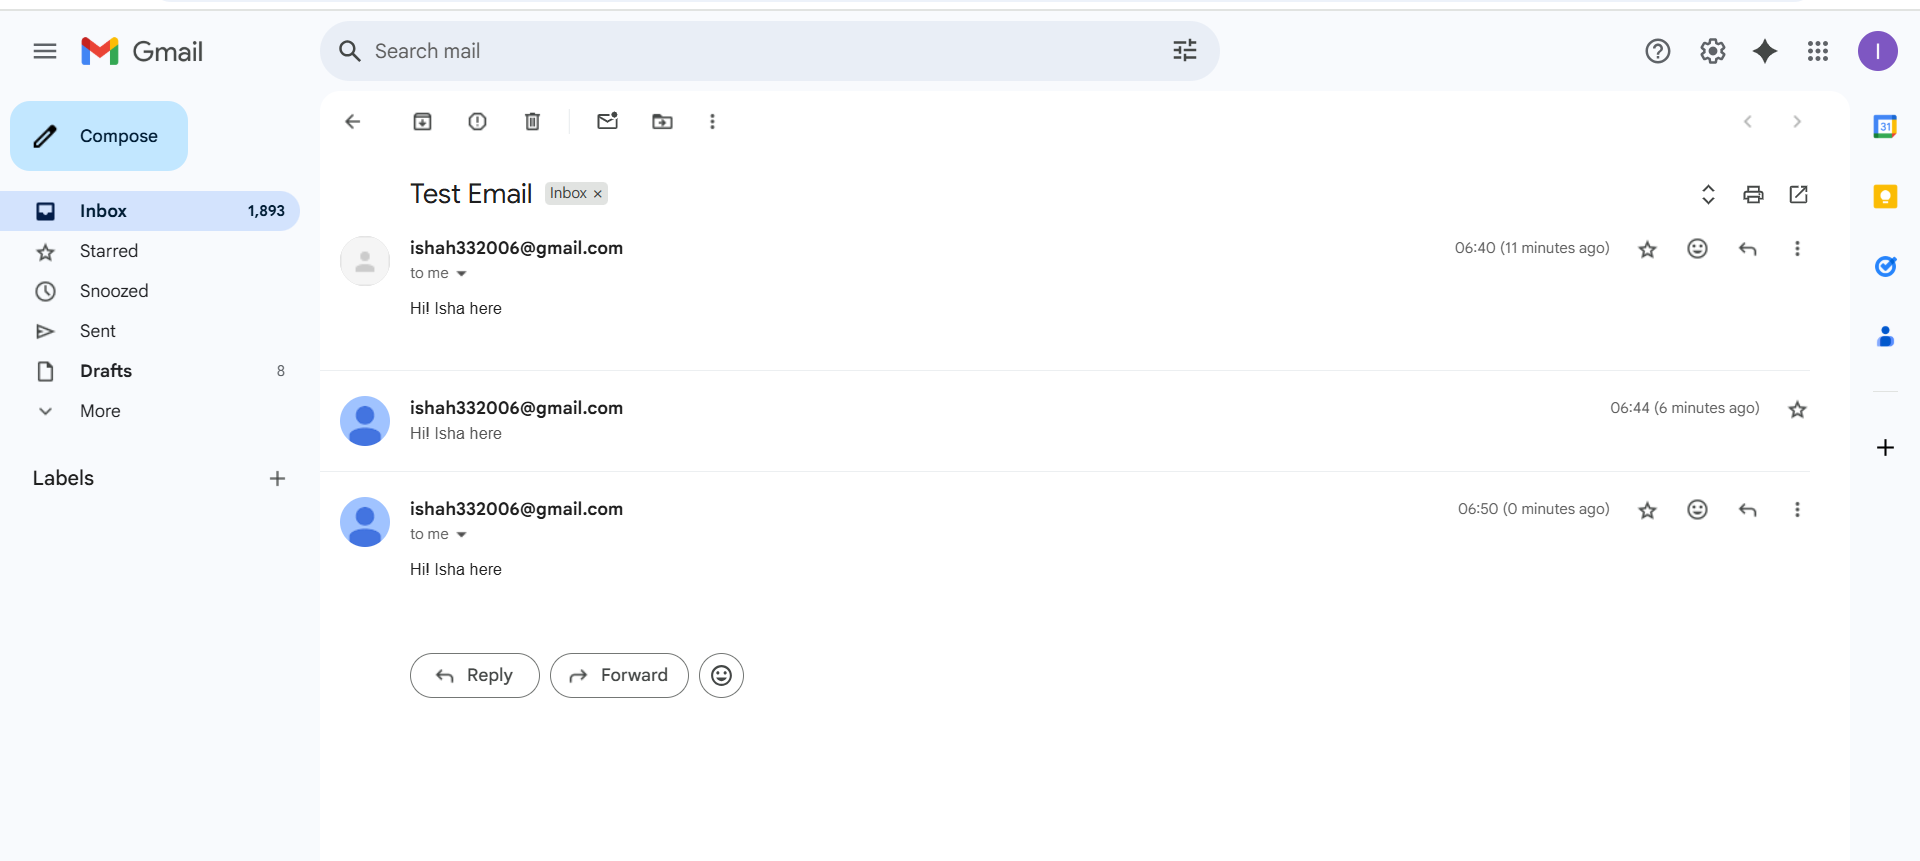 Gmail
Search mail
I
Compose
Inbox 1,893
Starred
Snoozed
Sent
Drafts 8
More
Labels
Test Email Inbox ×
ishah332006@gmail.com 06:40 (11 minutes ago)
to me
Hi! Isha here
ishah332006@gmail.com 06:44 (6 minutes ago)
Hi! Isha here
ishah332006@gmail.com 06:50 (0 minutes ago)
to me
Hi! Isha here
Reply Forward
31